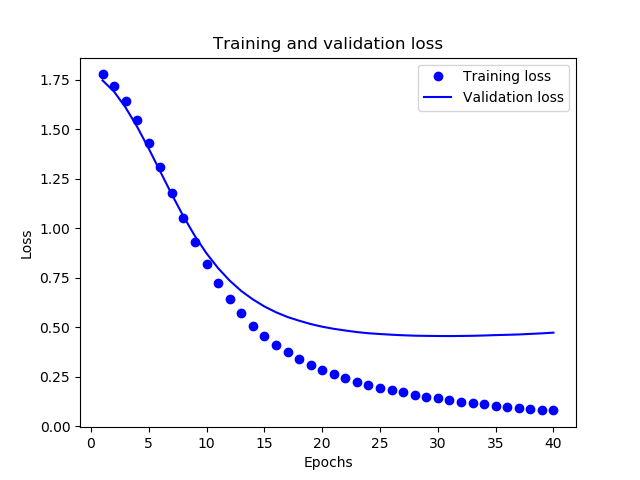 Training and validation loss
Training loss
Validation loss
Loss
1.75
1.50
1.25
1.00
0.75
0.50
0.25
0.00
0 5 10 15 20 25 30 35 40
Epochs